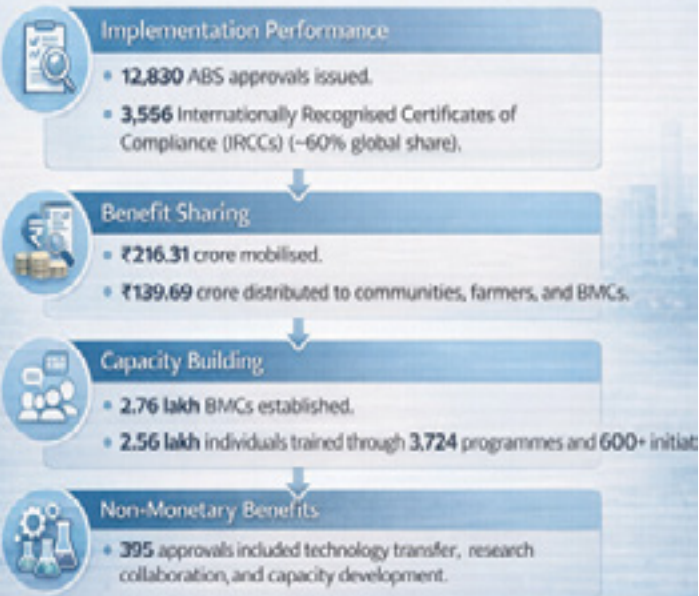 Implementation Performance
• 12,830 ABS approvals issued.
• 3,556 Internationally Recognised Certificates of
Compliance (IRCCs) (~60% global share).
Benefit Sharing
• ₹216.31 crore mobilised.
• ₹139.69 crore distributed to communities, farmers, and BMCs.
Capacity Building
• 2.76 lakh BMCs established.
• 2.56 lakh individuals trained through 3,724 programmes and 600+
Non-Monetary Benefits
• 395 approvals included technology transfer, research
collaboration, and capacity development.